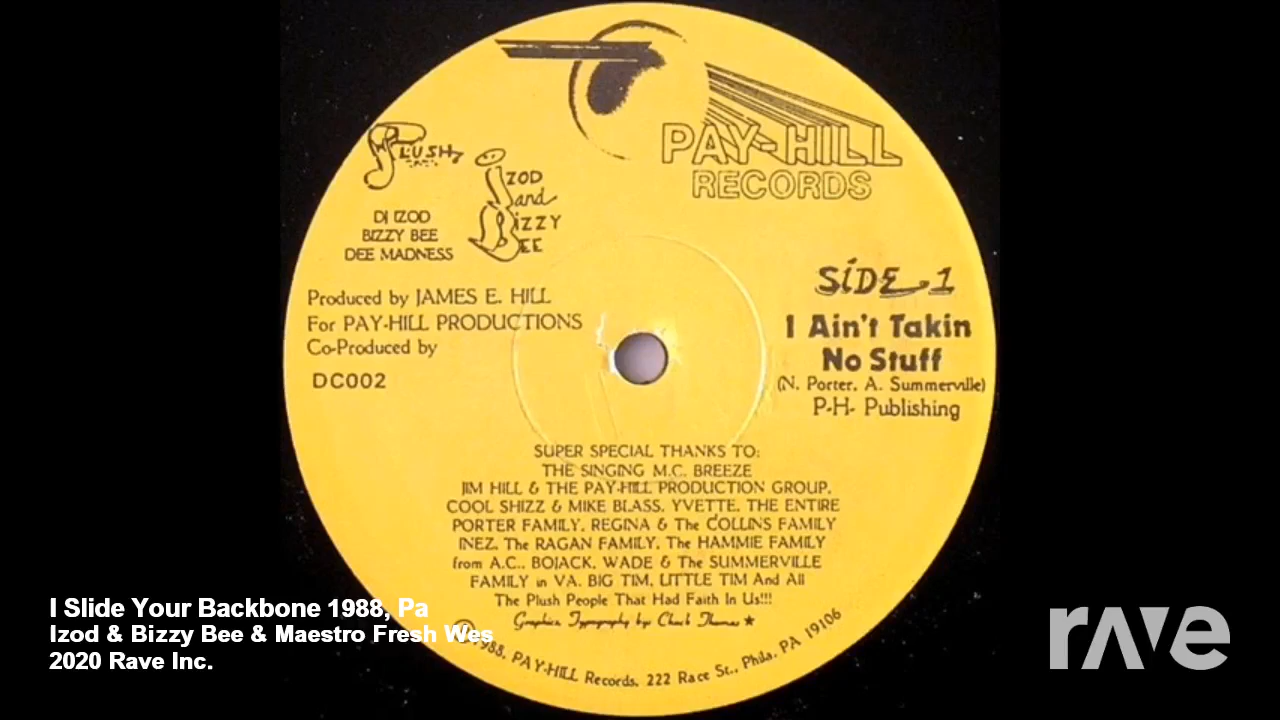 PAY-HILL
RECORDS
PLUSH
IZOD
and
BIZZY
BEE
DJ IZOD
BIZZY BEE
DEE MADNESS
Produced by JAMES E. HILL
For PAY-HILL PRODUCTIONS
Co-Produced by
DC002
SIDE 1
I Ain't Takin
No Stuff
(N. Porter, A. Summerville)
P-H- Publishing
SUPER SPECIAL THANKS TO:
THE SINGING M.C. BREEZE
JIM HILL & THE PAY-HILL PRODUCTION GROUP,
COOL SHIZZ & MIKE BLASS, YVETTE, THE ENTIRE
PORTER FAMILY, REGINA & The COLLINS FAMILY
INEZ, The RAGAN FAMILY, The HAMMIE FAMILY
from A.C., BOJACK, WADE & The SUMMERVILLE
FAMILY in VA. BIG TIM, LITTLE TIM And All
The Plush People That Had Faith In Us!!!
Graphics Typography by: Chuck Thomas ★
1988, PAY-HILL Records, 222 Race St., Phila, PA 19106
I Slide Your Backbone 1988, Pa
Izod & Bizzy Bee & Maestro Fresh Wes
2020 Rave Inc.
rave